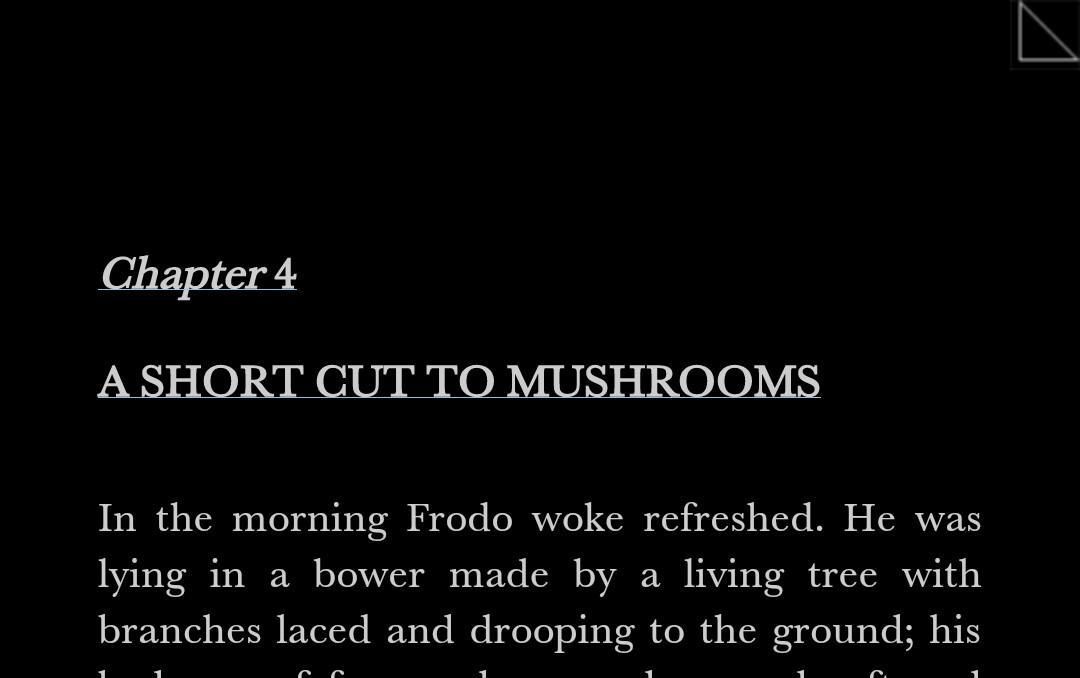 Chapter 4
A SHORT CUT TO MUSHROOMS
In the morning Frodo woke refreshed. He was
lying in a bower made by a living tree with
branches laced and drooping to the ground; his